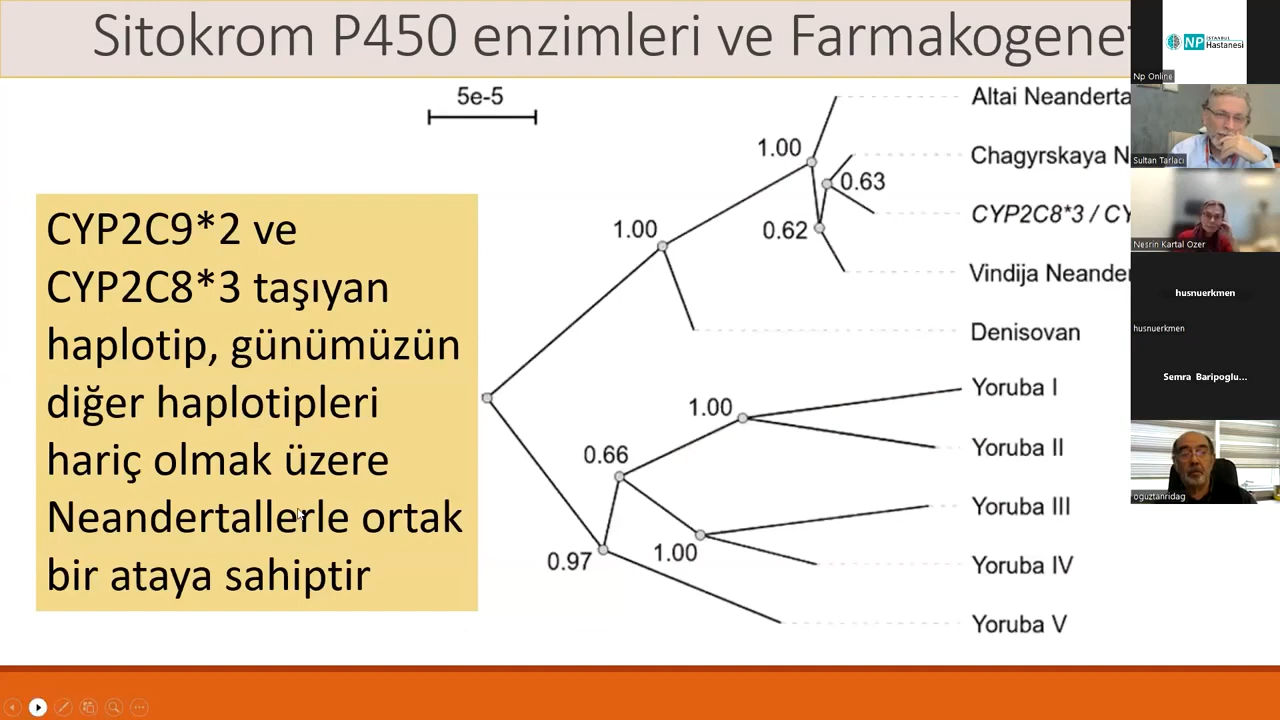 Sitokrom P450 enzimleri ve Farmakogenet
5e-5
CYP2C9*2 ve
CYP2C8*3 taşıyan
haplotip, günümüzün
diğer haplotipleri
hariç olmak üzere
Neandertallerle ortak
bir ataya sahiptir
1.00
1.00
0.63
0.62
1.00
0.66
0.97
1.00
Altai Neanderta
Chagyrskaya N
CYP2C8*3 / CY
Vindija Neander
Denisovan
Yoruba I
Yoruba II
Yoruba III
Yoruba IV
Yoruba V
NP İSTANBUL Hastanesi
Np Online
Sultan Tarlacı
Nesrin Kartal Ozer
husnuerkmen
husnuerkmen
Semra Baripoglu...
oguztanridag